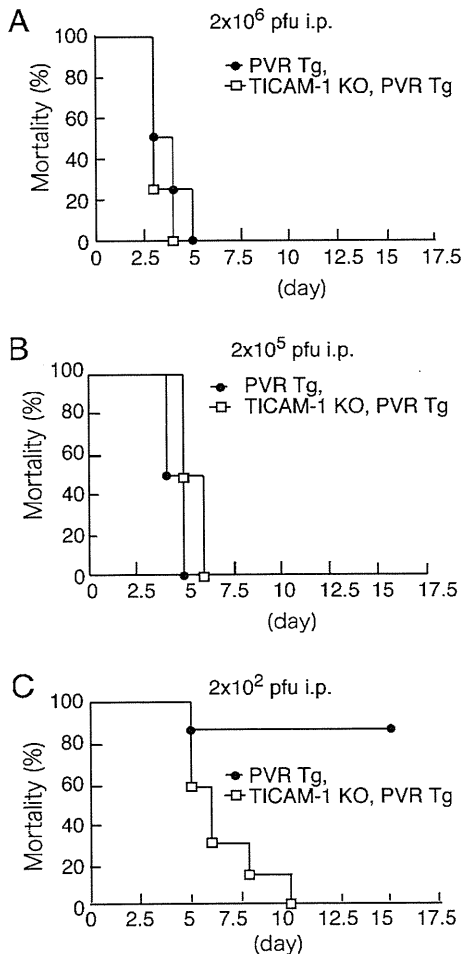 A
2x10⁶ pfu i.p.
Mortality (%)
100
80
60
40
20
0
PVR Tg,
TICAM-1 KO, PVR Tg
0 2.5 5 7.5 10 12.5 15 17.5
(day)
B
2x10⁵ pfu i.p.
Mortality (%)
100
80
60
40
20
0
PVR Tg,
TICAM-1 KO, PVR Tg
0 2.5 5 7.5 10 12.5 15 17.5
(day)
C
2x10² pfu i.p.
Mortality (%)
100
80
60
40
20
0
PVR Tg,
TICAM-1 KO, PVR Tg
0 2.5 5 7.5 10 12.5 15 17.5
(day)